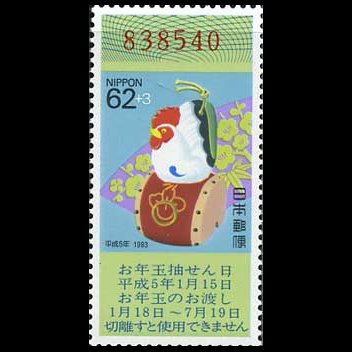 838540
NIPPON
62+3
日本郵便
平成5年 1993
お年玉抽せん日
平成5年1月15日
お年玉のお渡し
1月18日～7月19日
切離すと使用できません